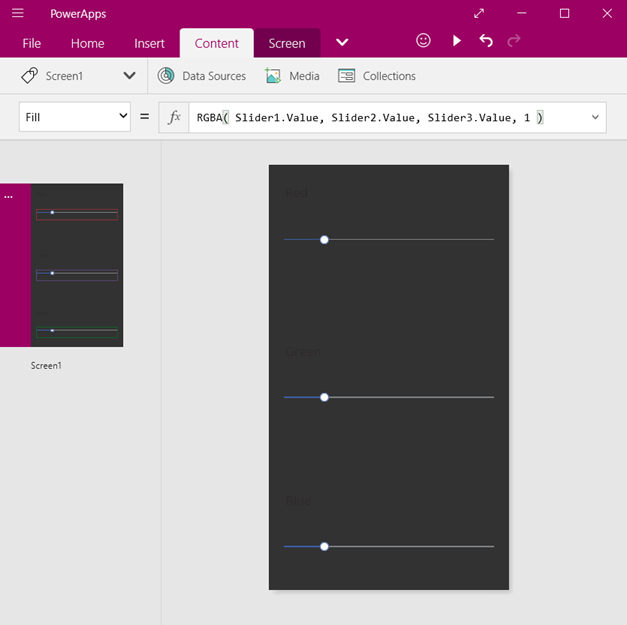 PowerApps
File Home Insert Content Screen
Screen1 Data Sources Media Collections
Fill = fx RGBA( Slider1.Value, Slider2.Value, Slider3.Value, 1 )
Red
Green
Screen1
Blue